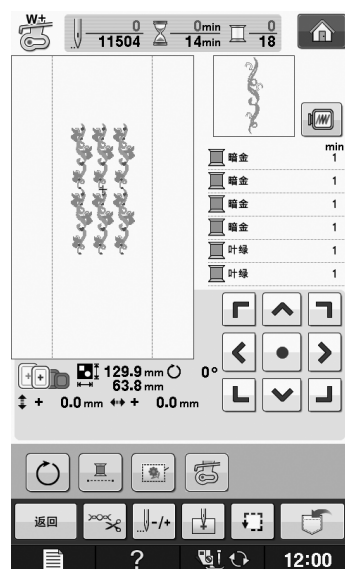 W+ 0 0min 0
11504 14min 18
min
暗金 1
暗金 1
暗金 1
暗金 1
叶绿 1
叶绿 1
129.9 mm 0°
63.8 mm
+ 0.0 mm + 0.0 mm
返回 -/+
? 12:00